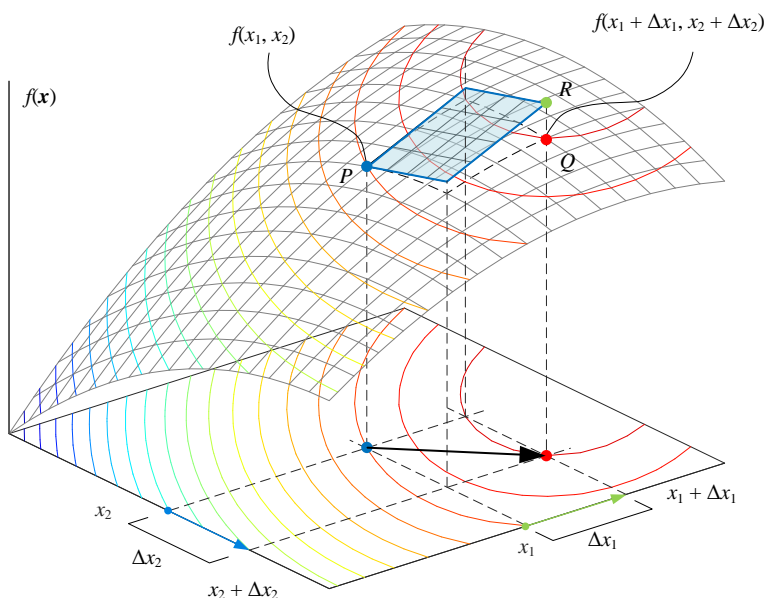 f(x₁ + Δx₁, x₂ + Δx₂)
f(x₁, x₂)
f(x)
R
Q
P
x₁ + Δx₁
x₂
x₁
Δx₁
Δx₂
x₂ + Δx₂